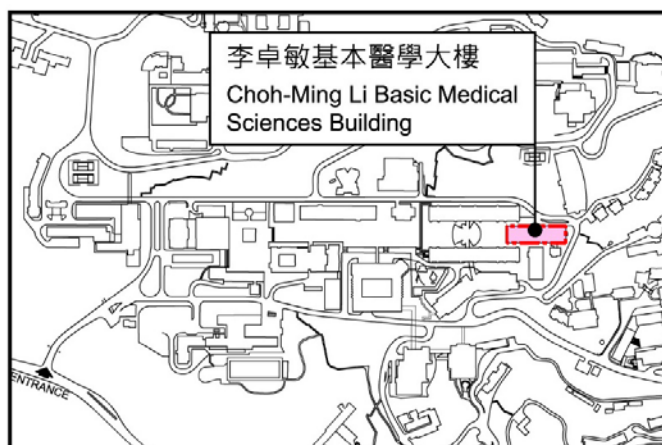 李卓敏基本醫學大樓
Choh-Ming Li Basic Medical
Sciences Building
ENTRANCE